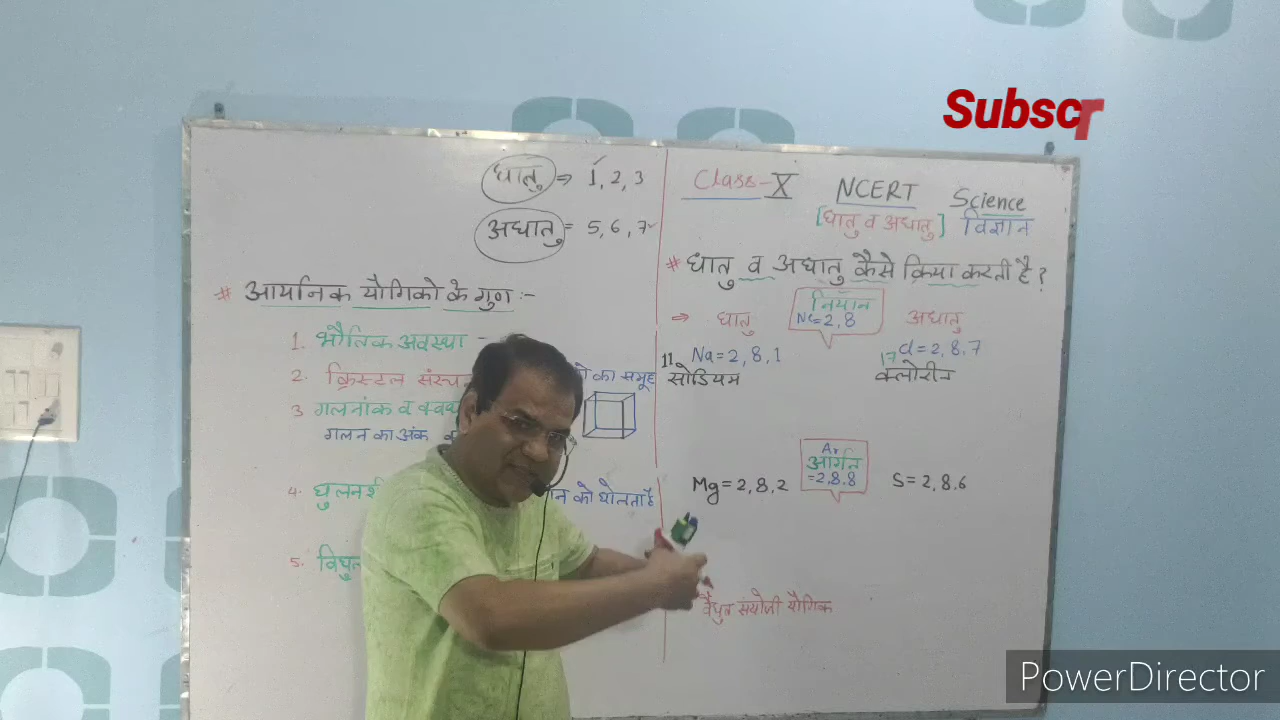 Subscr
धातु ⇒ 1, 2, 3
अधातु = 5, 6, 7
# आयनिक यौगिको के गुण :-
1. भौतिक अवस्था -
2. क्रिस्टल संरच
का समूह
3 गलनांक व क्वथ
गलन का अंक
4. घुलनशी
को घोलता है
5. विधुत
Class-X NCERT Science
[धातु व अधातु] विज्ञान
# धातु व अधातु कैसे क्रिया करती है ?
⇒ धातु
नियॉन
Ne=2,8
अधातु
11 Na = 2, 8, 1
सोडियम
17 Cl = 2, 8, 7
क्लोरीन
Mg = 2, 8, 2
Ar
आर्गन
=2,8,8
S = 2, 8, 6
वैधुत संयोजी यौगिक
PowerDirector